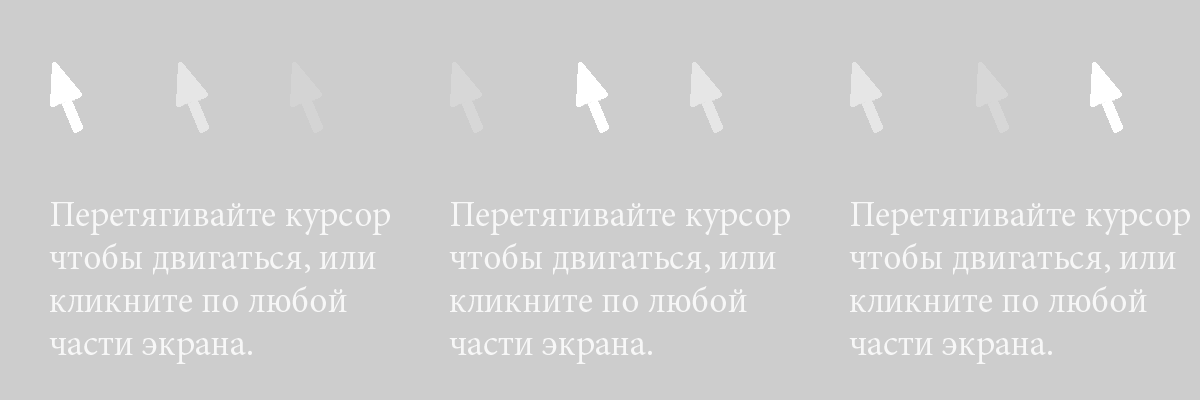 Перетягивайте курсор
чтобы двигаться, или
кликните по любой
части экрана.
Перетягивайте курсор
чтобы двигаться, или
кликните по любой
части экрана.
Перетягивайте курсор
чтобы двигаться, или
кликните по любой
части экрана.